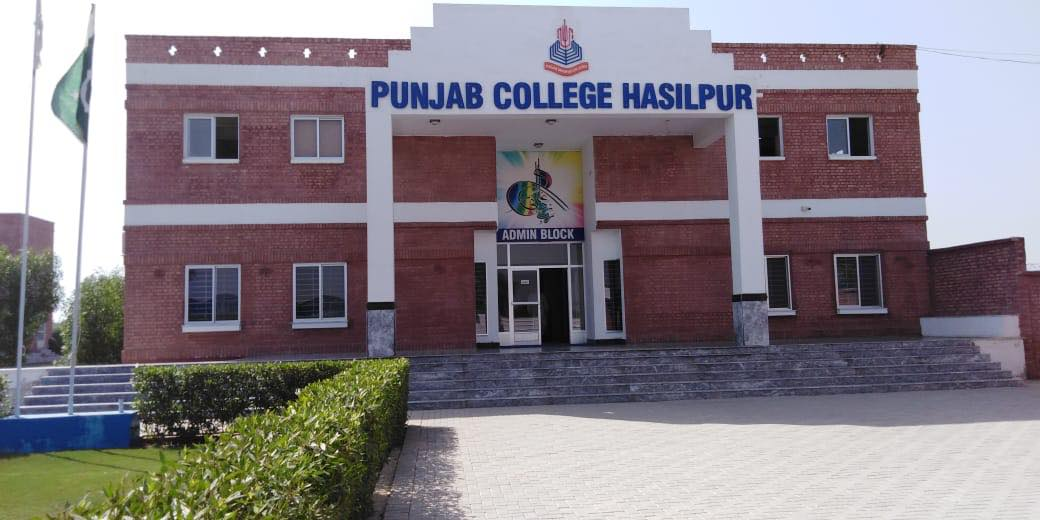 PUNJAB COLLEGE HASILPUR
ADMIN BLOCK